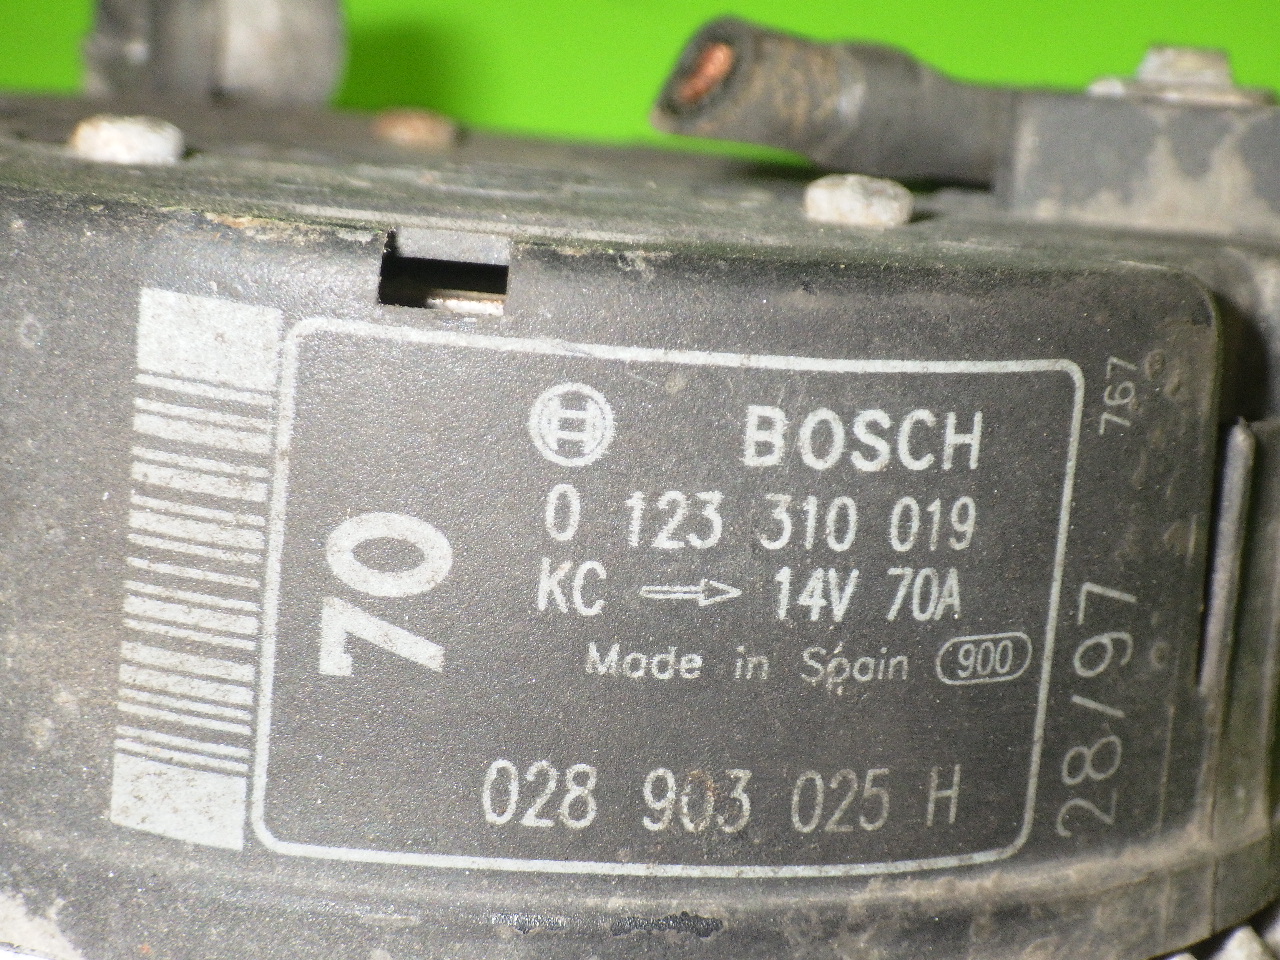 BOSCH
0 123 310 019
KC → 14V 70A
Made in Spain 900
028 903 025 H
70
767
28/97